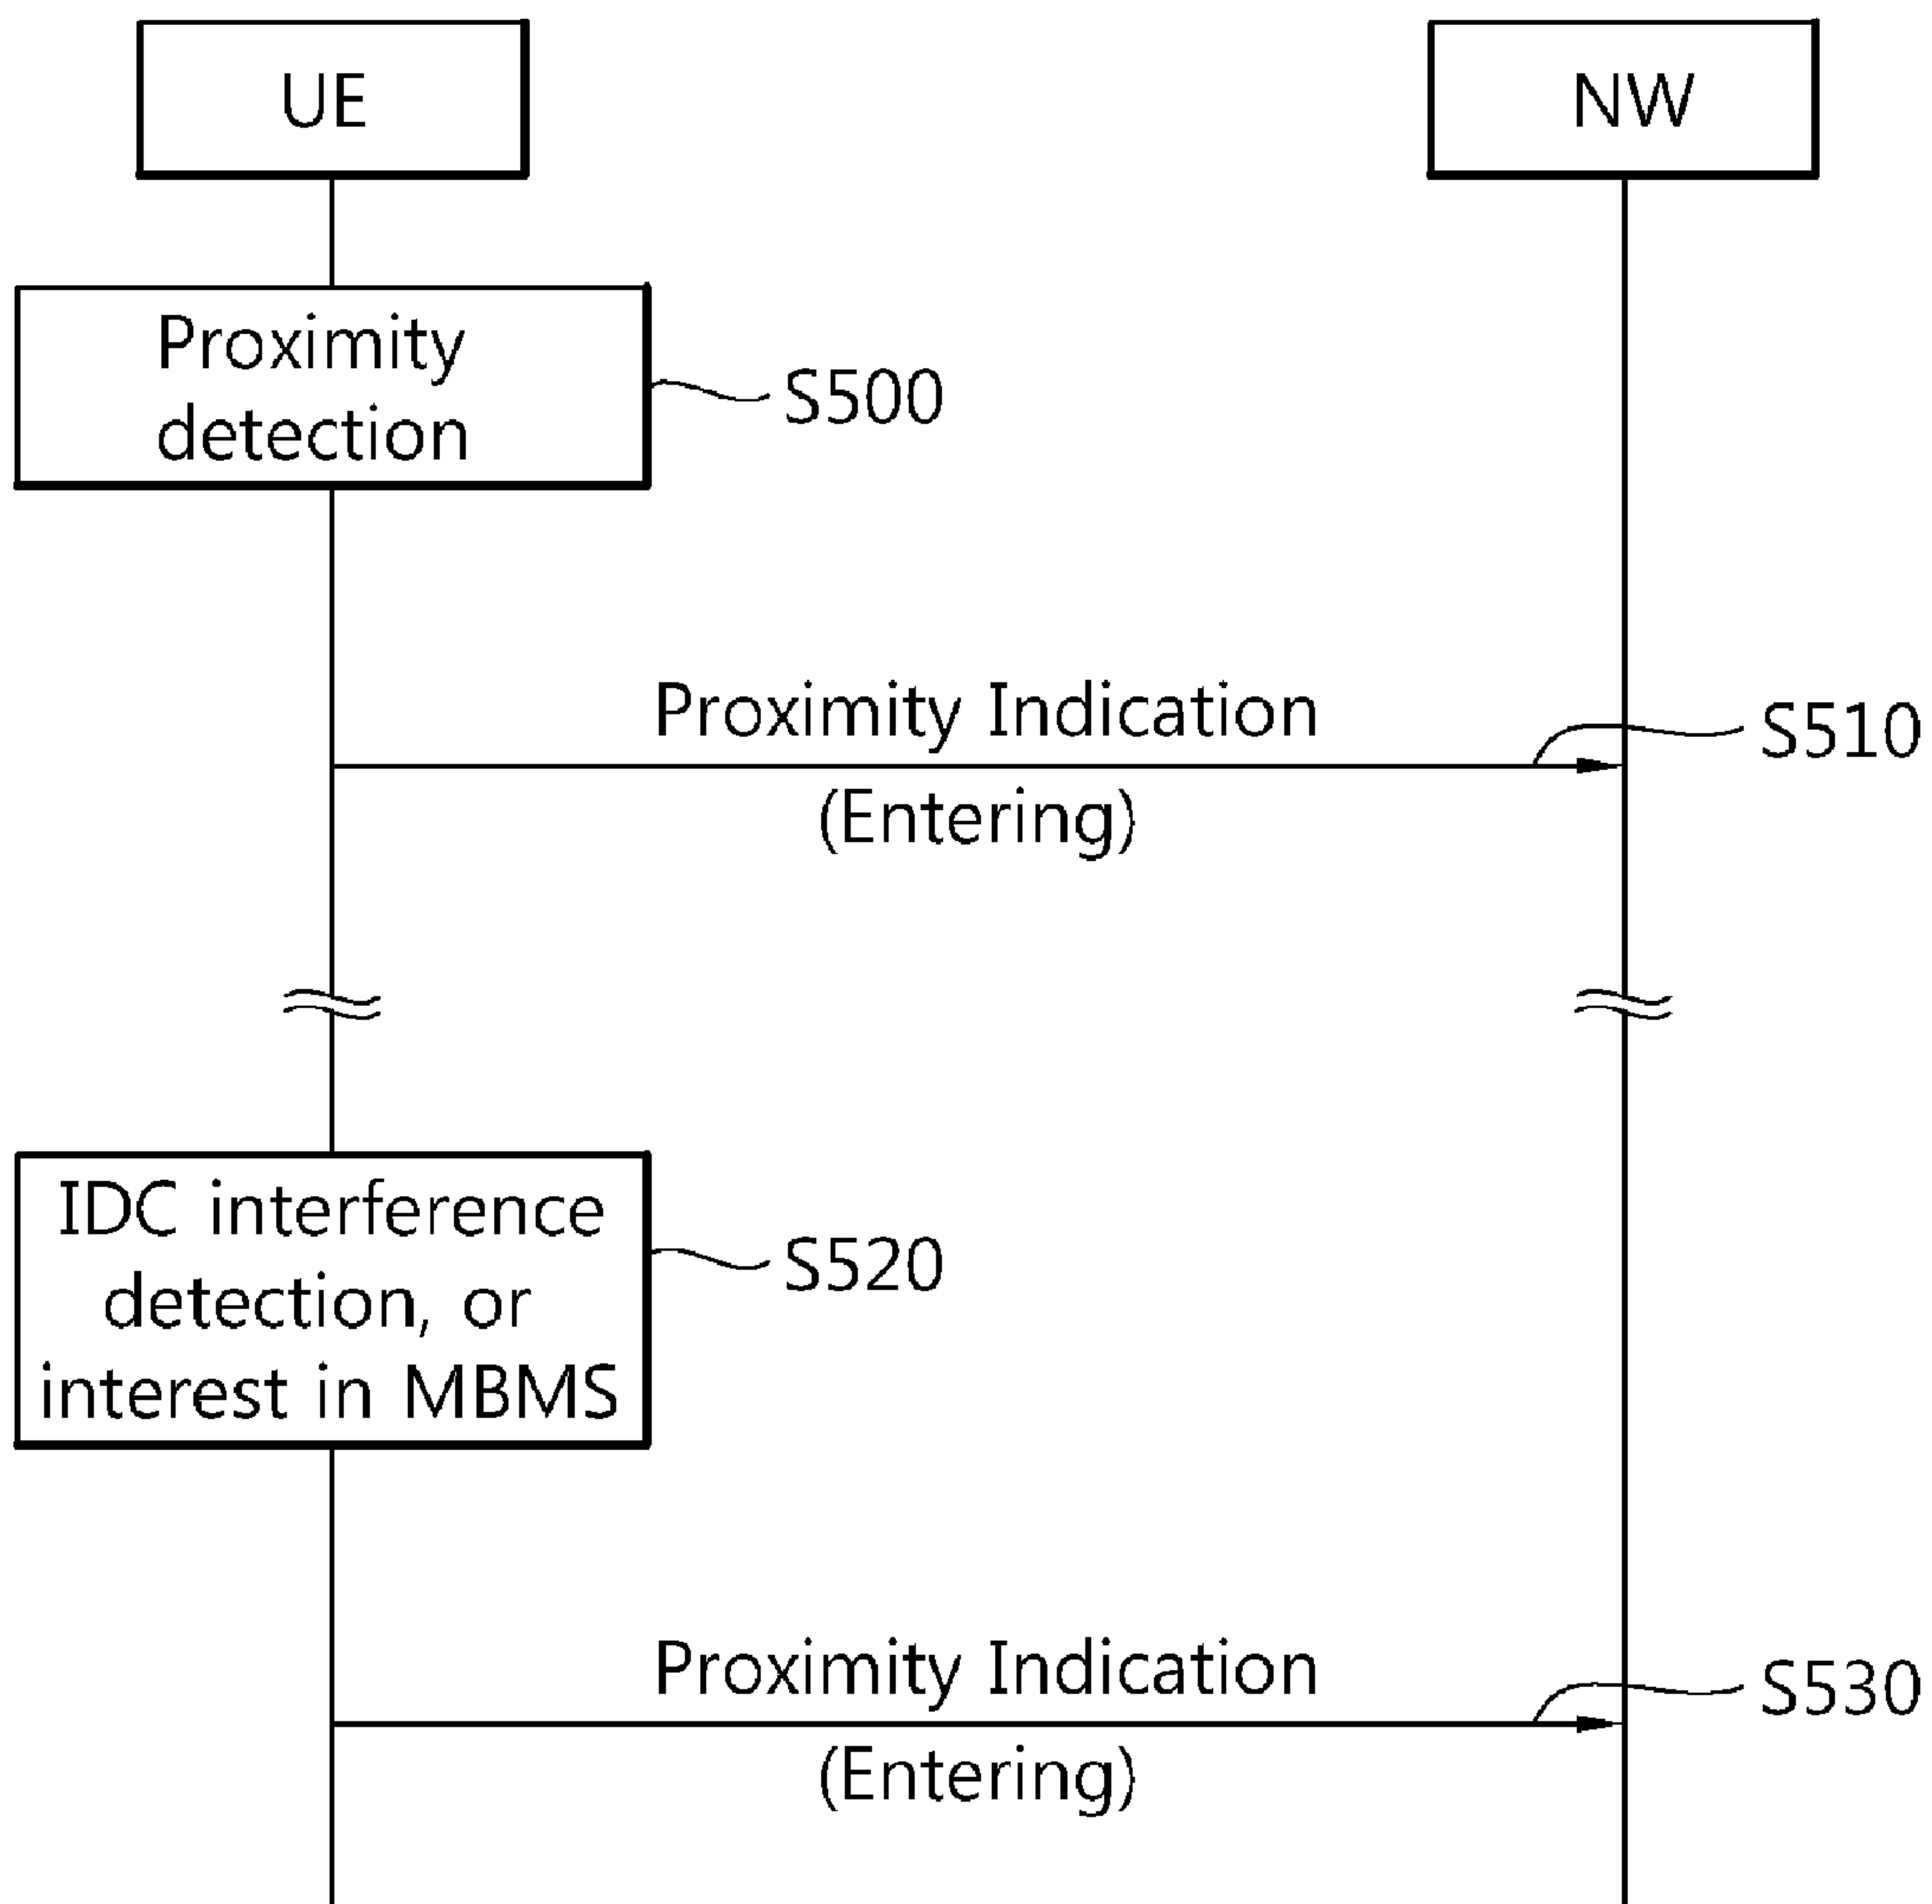 UE
NW
Proximity
detection
S500
Proximity Indication
S510
(Entering)
IDC interference
detection, or
interest in MBMS
S520
Proximity Indication
S530
(Entering)